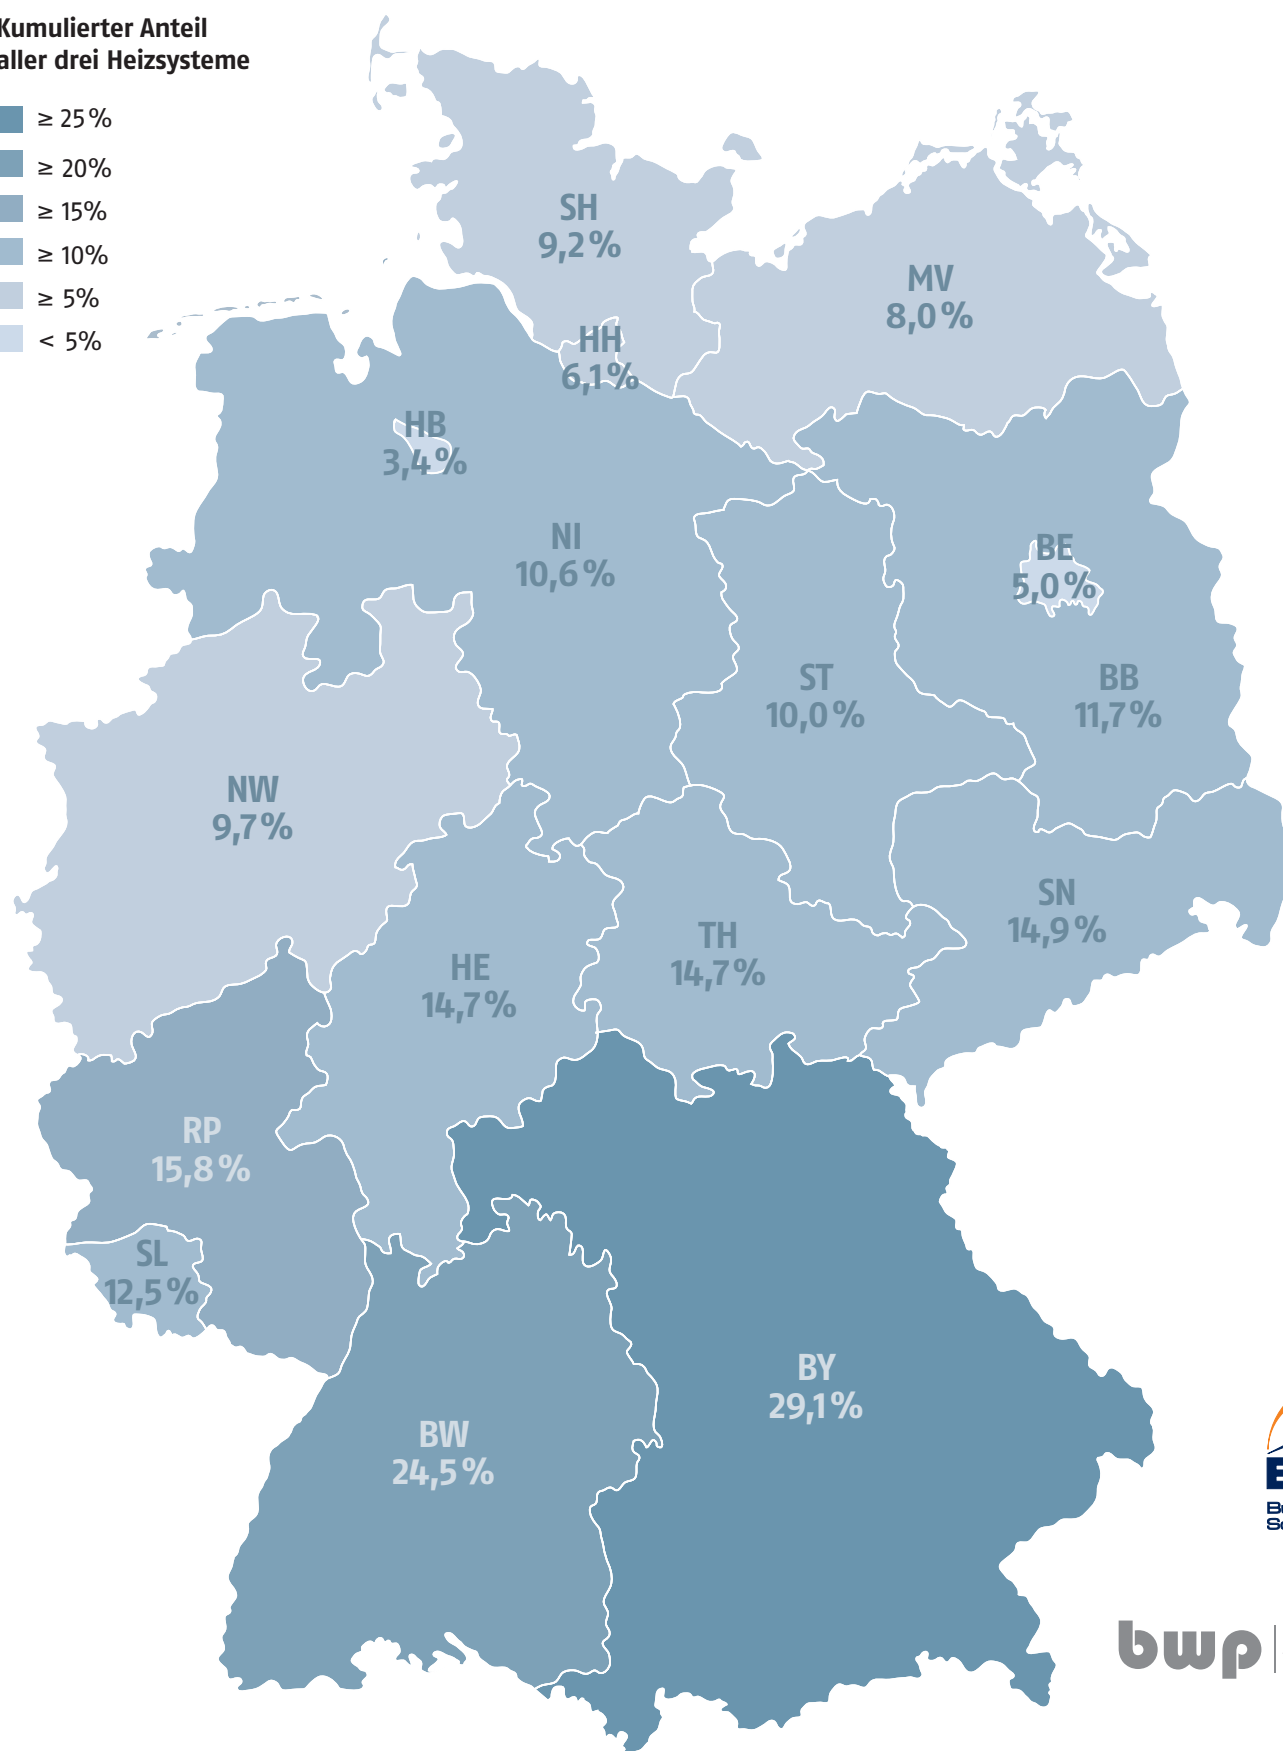 Kumulierter Anteil
aller drei Heizsysteme
≥ 25%
≥ 20%
≥ 15%
≥ 10%
≥ 5%
< 5%
SH
9,2%
MV
8,0%
HH
6,1%
HB
3,4%
NI
10,6%
BE
5,0%
ST
10,0%
BB
11,7%
NW
9,7%
SN
14,9%
TH
14,7%
HE
14,7%
RP
15,8%
SL
12,5%
BY
29,1%
BW
24,5%
bwp